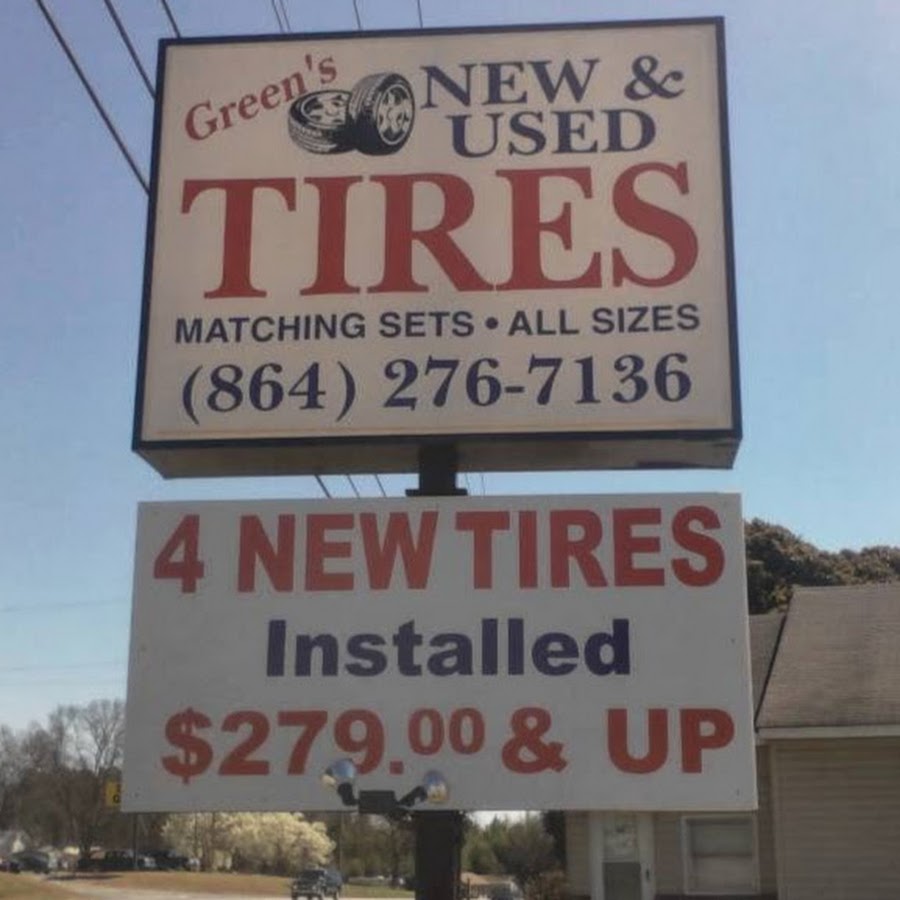 Green's
NEW &
USED
TIRES
MATCHING SETS • ALL SIZES
(864) 276-7136
4 NEW TIRES
Installed
$279.00 & UP